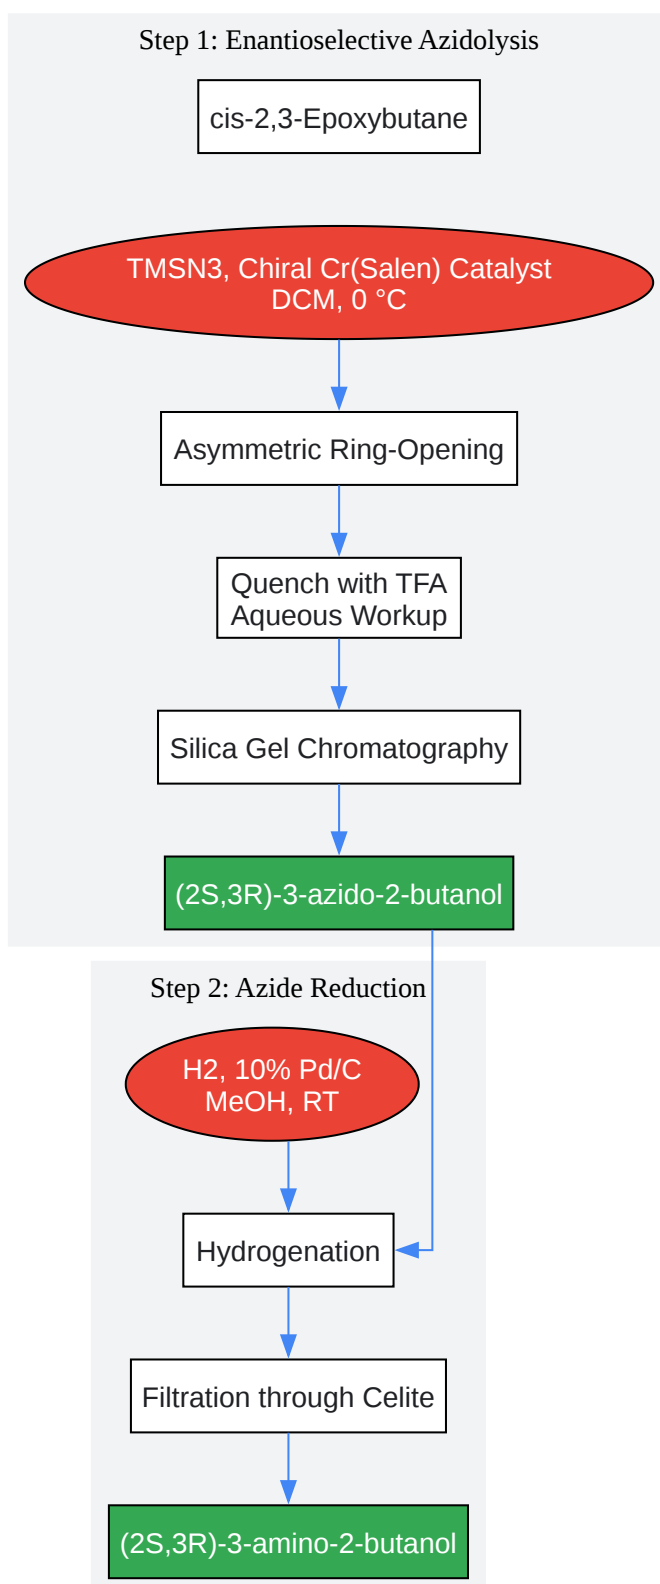 Step 1: Enantioselective Azidolysis
cis-2,3-Epoxybutane
TMSN3, Chiral Cr(Salen) Catalyst
DCM, 0 °C
Asymmetric Ring-Opening
Quench with TFA
Aqueous Workup
Silica Gel Chromatography
(2S,3R)-3-azido-2-butanol
Step 2: Azide Reduction
H2, 10% Pd/C
MeOH, RT
Hydrogenation
Filtration through Celite
(2S,3R)-3-amino-2-butanol